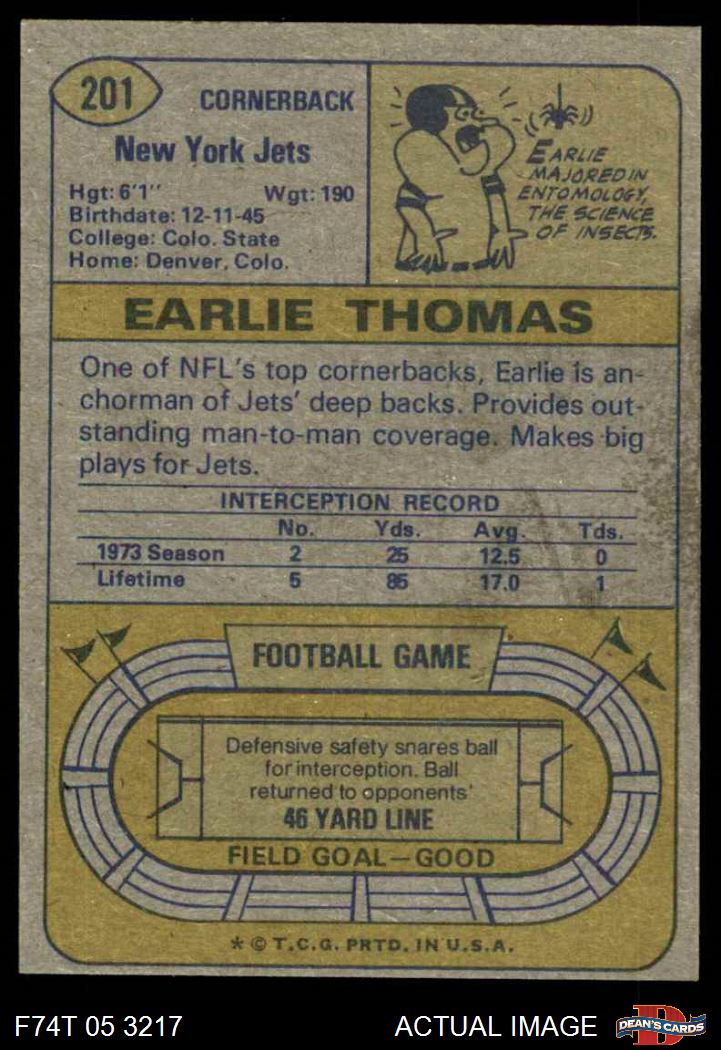 201
CORNERBACK
New York Jets
Hgt: 6'1" Wgt: 190
Birthdate: 12-11-45
College: Colo. State
Home: Denver, Colo.
EARLIE
MAJORED IN
ENTOMOLOGY,
THE SCIENCE
OF INSECTS.
EARLIE THOMAS
One of NFL's top cornerbacks, Earlie is an-
chorman of Jets' deep backs. Provides out-
standing man-to-man coverage. Makes big
plays for Jets.
INTERCEPTION RECORD
No. Yds. Avg. Tds.
1973 Season 2 25 12.5 0
Lifetime 5 85 17.0 1
FOOTBALL GAME
Defensive safety snares ball
for interception. Ball
returned to opponents'
46 YARD LINE
FIELD GOAL—GOOD
* © T.C.G. PRTD. IN U.S.A.
F74T 05 3217 ACTUAL IMAGE
D
DEAN'S CARDS